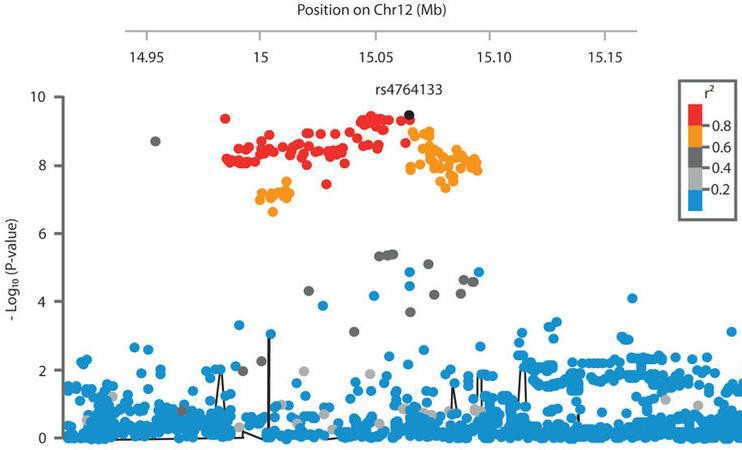 Position on Chr12 (Mb)
14.95 15 15.05 15.10 15.15
rs4764133
10
8
6
4
2
0
- Log₁₀ (P-value)
r²
0.8
0.6
0.4
0.2